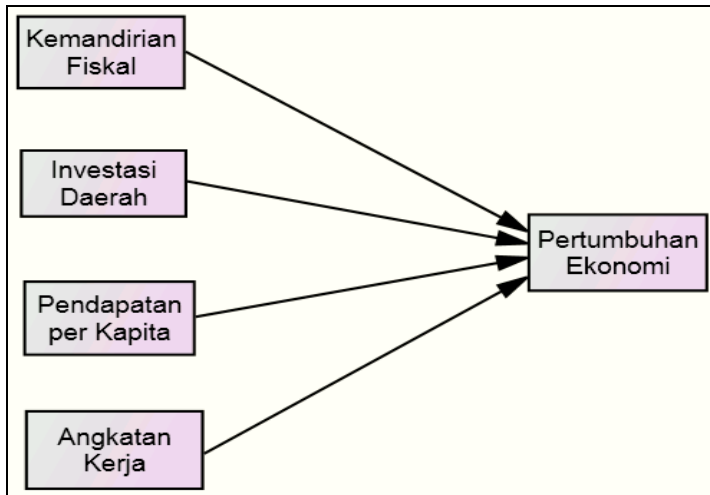 Kemandirian
Fiskal
Investasi
Daerah
Pendapatan
per Kapita
Angkatan
Kerja
Pertumbuhan
Ekonomi